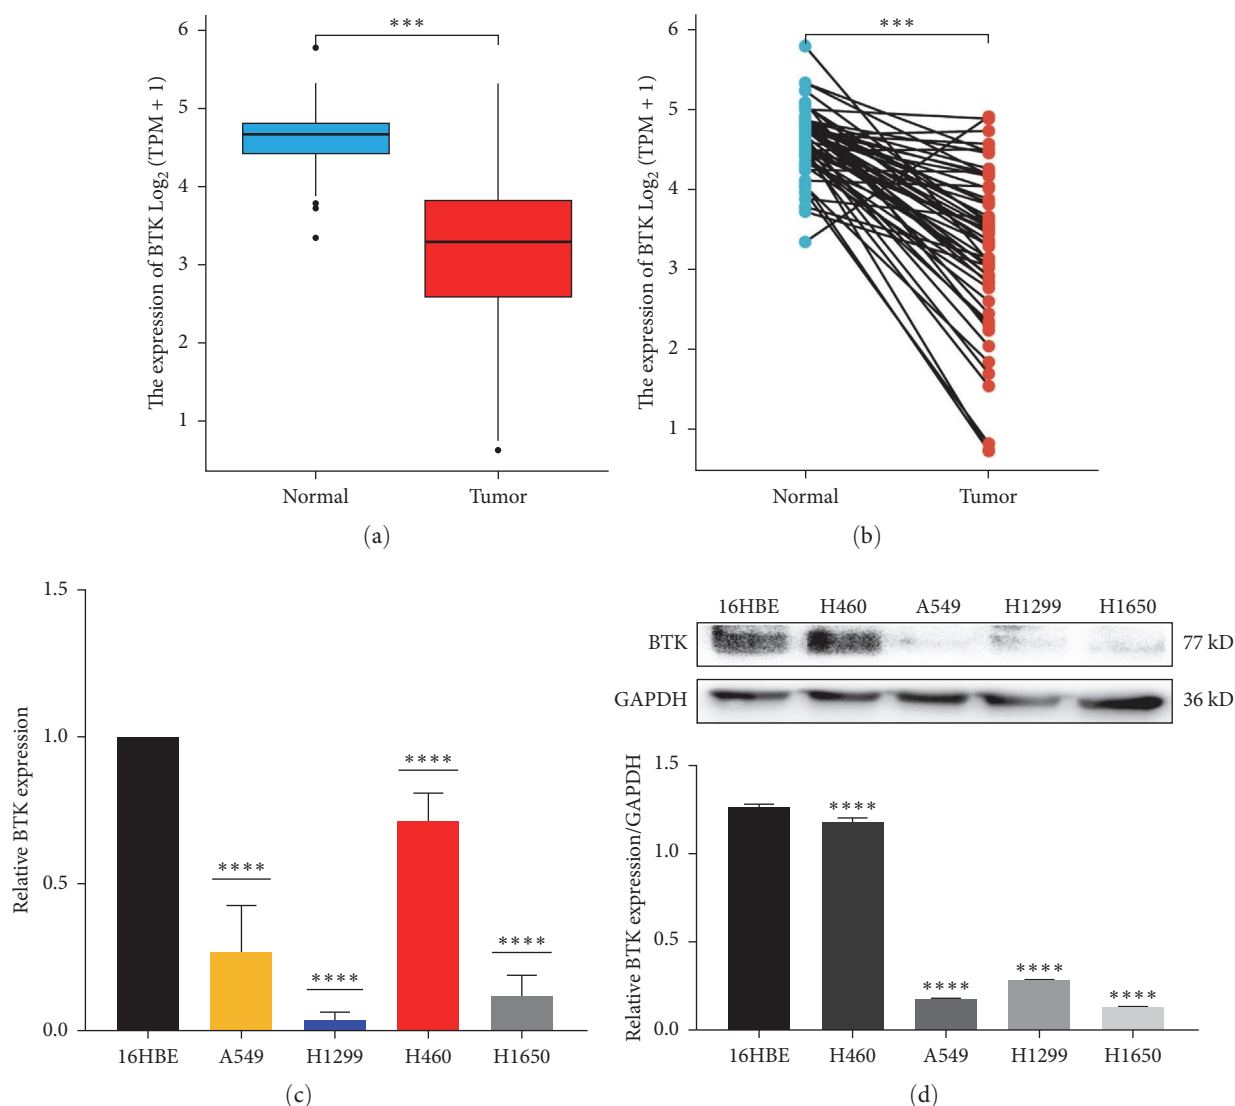 The expression of BTK Log₂ (TPM + 1)
6
5
4
3
2
1
***
Normal
Tumor
(a)
The expression of BTK Log₂ (TPM + 1)
6
5
4
3
2
1
***
Normal
Tumor
(b)
Relative BTK expression
1.5
1.0
0.5
0.0
****
****
****
****
16HBE
A549
H1299
H460
H1650
(c)
16HBE H460 A549 H1299 H1650
BTK 77 kD
GAPDH 36 kD
Relative BTK expression/GAPDH
1.5
1.0
0.5
0.0
****
****
****
****
16HBE
H460
A549
H1299
H1650
(d)